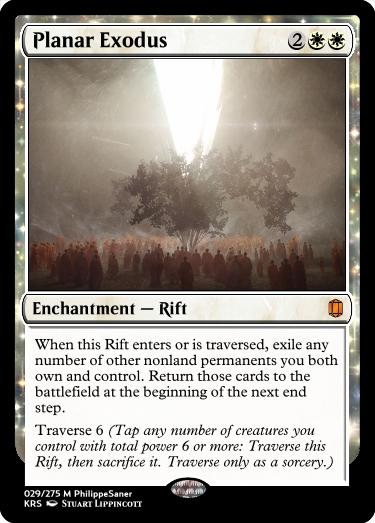 Planar Exodus 2
Enchantment — Rift
When this Rift enters or is traversed, exile any
number of other nonland permanents you both
own and control. Return those cards to the
battlefield at the beginning of the next end
step.
Traverse 6 (Tap any number of creatures you
control with total power 6 or more: Traverse this
Rift, then sacrifice it. Traverse only as a sorcery.)
029/275 M PhilippeSaner
KRS Stuart Lippincott